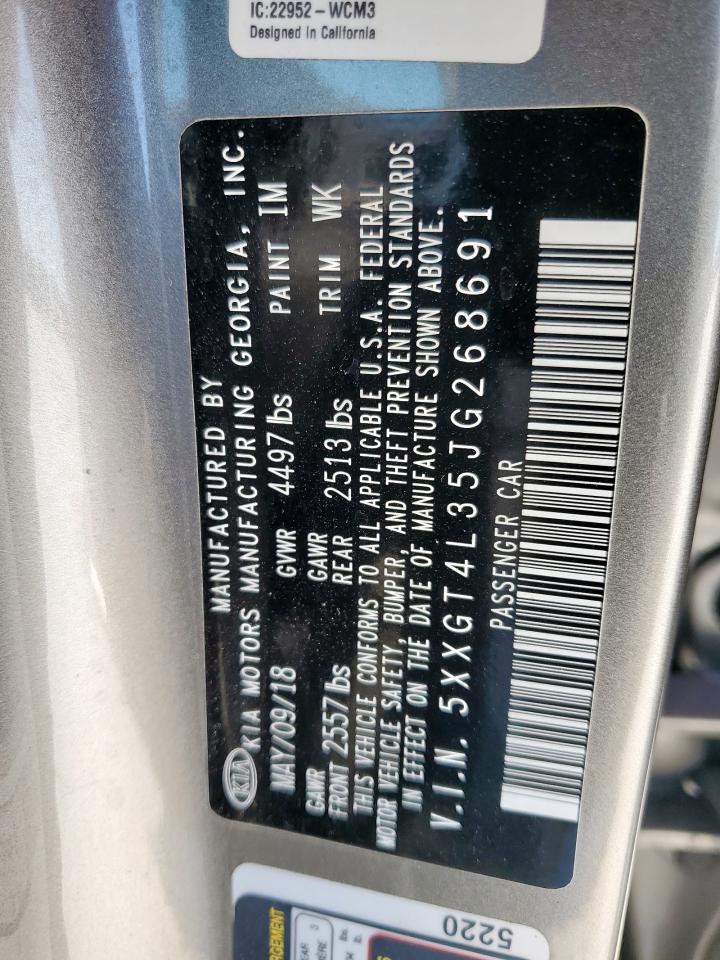 IC:22952-WCM3
Designed in California
MANUFACTURED BY
KIA KIA MOTORS MANUFACTURING GEORGIA, INC.
MAY/09/18 GVWR 4497 lbs PAINT IM
GAWR FRONT 2557 lbs GAWR REAR 2513 lbs TRIM WK
THIS VEHICLE CONFORMS TO ALL APPLICABLE U.S.A. FEDERAL
MOTOR VEHICLE SAFETY, BUMPER, AND THEFT PREVENTION STANDARDS
IN EFFECT ON THE DATE OF MANUFACTURE SHOWN ABOVE.
V.I.N. 5XXGT4L35JG268691
PASSENGER CAR
5220